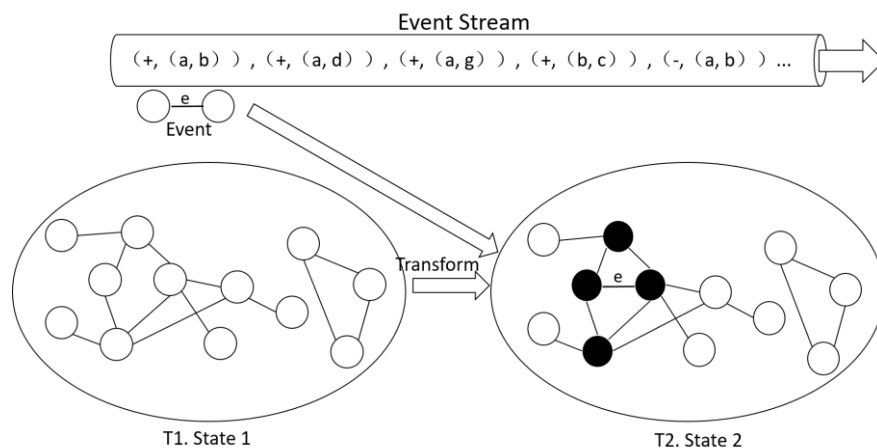 Event Stream
(+, (a, b)) , (+, (a, d)) , (+, (a, g)) , (+, (b, c)) , (-, (a, b)) ...
e
Event
Transform
e
T1. State 1
T2. State 2